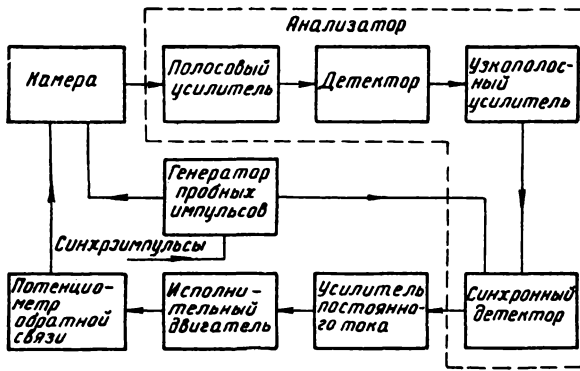 Анализатор
Камера
Полосовый
усилитель
Детектор
Узкополос-
ный
усилитель
Генератор
пробных
импульсов
Синхроимпульсы
Потенцио-
метр
обратной
связи
Исполни-
тельный
двигатель
Усилитель
постоянно-
го тока
Синхронный
детектор